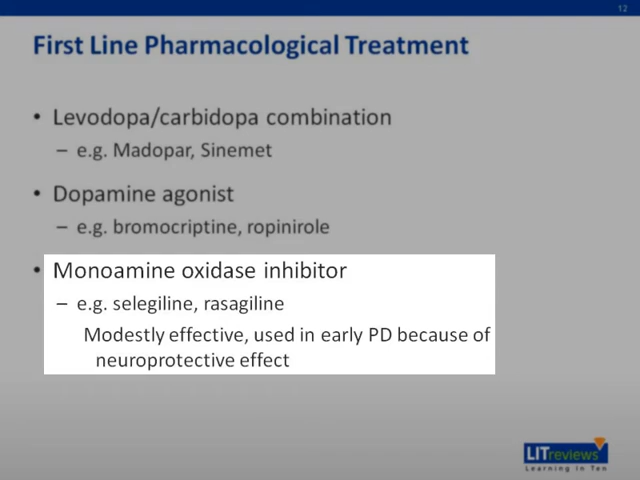 12
First Line Pharmacological Treatment
• Levodopa/carbidopa combination
– e.g. Madopar, Sinemet
• Dopamine agonist
– e.g. bromocriptine, ropinirole
• Monoamine oxidase inhibitor
– e.g. selegiline, rasagiline
Modestly effective, used in early PD because of
neuroprotective effect
LITreviews
Learning in Ten